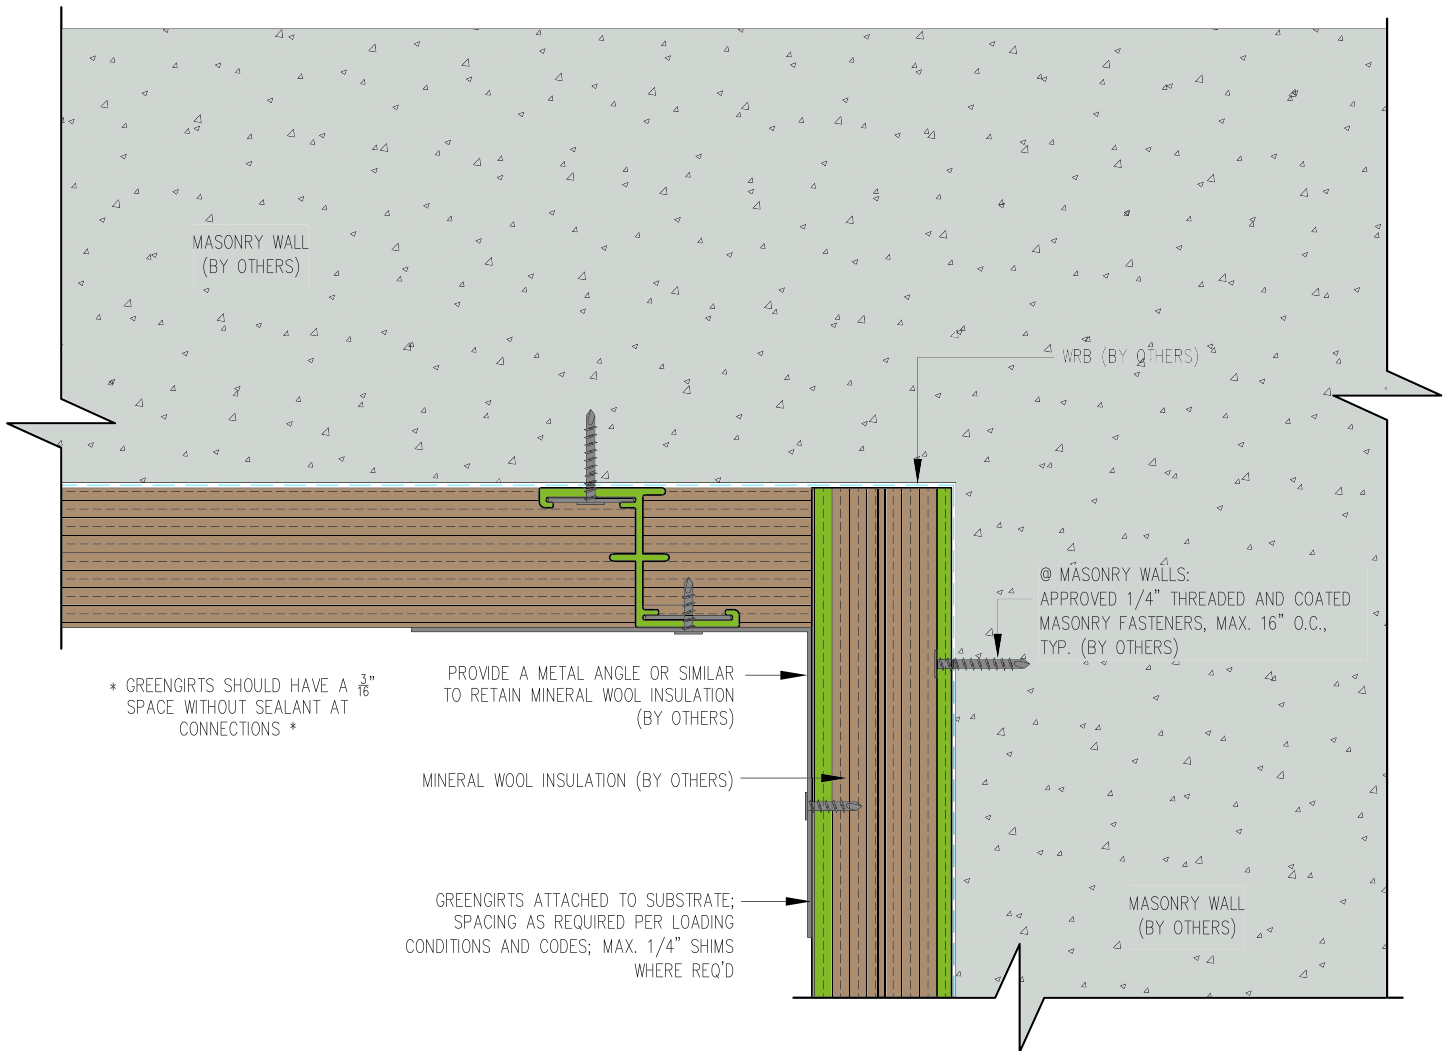 MASONRY WALL
(BY OTHERS)
WRB (BY OTHERS)
@ MASONRY WALLS:
APPROVED 1/4" THREADED AND COATED
MASONRY FASTENERS, MAX. 16" O.C.,
TYP. (BY OTHERS)
* GREENGIRTS SHOULD HAVE A 3/16"
SPACE WITHOUT SEALANT AT
CONNECTIONS *
PROVIDE A METAL ANGLE OR SIMILAR
TO RETAIN MINERAL WOOL INSULATION
(BY OTHERS)
MINERAL WOOL INSULATION (BY OTHERS)
GREENGIRTS ATTACHED TO SUBSTRATE;
SPACING AS REQUIRED PER LOADING
CONDITIONS AND CODES; MAX. 1/4" SHIMS
WHERE REQ'D
MASONRY WALL
(BY OTHERS)